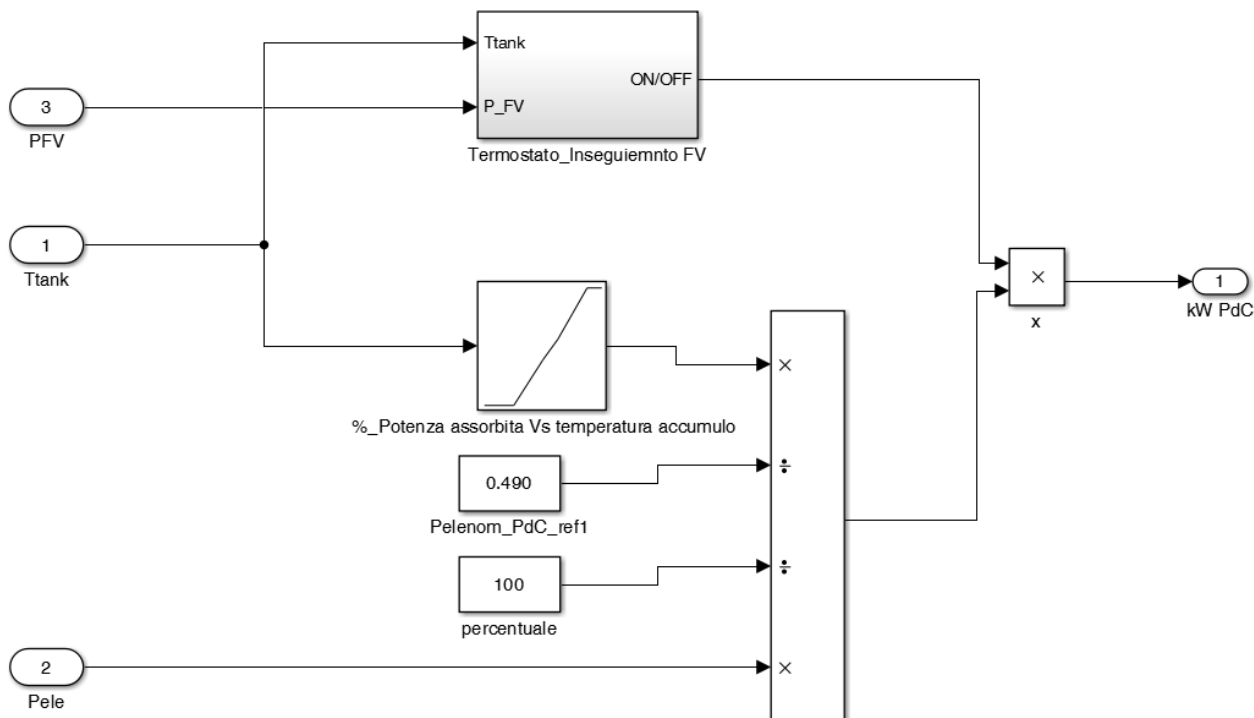 Ttank
ON/OFF
P_FV
Termostato_Inseguiemnto FV
3
PFV
1
Ttank
×
x
1
kW PdC
%_Potenza assorbita Vs temperatura accumulo
×
0.490
÷
Pelenom_PdC_ref1
100
÷
percentuale
2
×
Pele